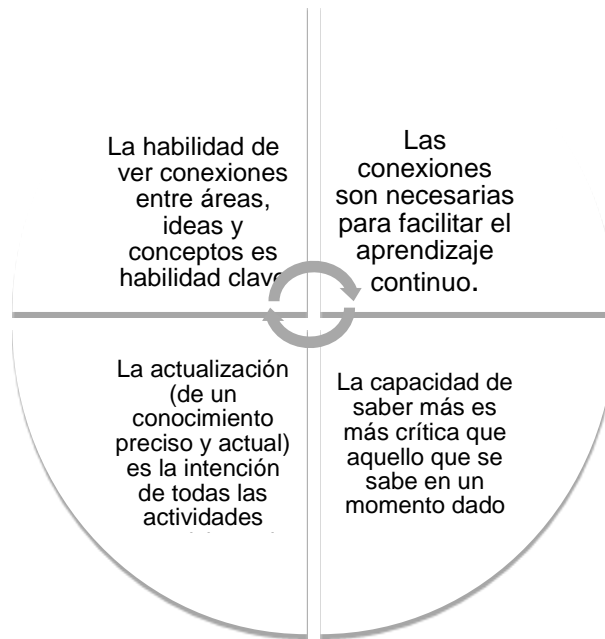 La habilidad de
ver conexiones
entre áreas,
ideas y
conceptos es
habilidad clave
Las
conexiones
son necesarias
para facilitar el
aprendizaje
continuo.
La actualización
(de un
conocimiento
preciso y actual)
es la intención
de todas las
actividades
La capacidad de
saber más es
más crítica que
aquello que se
sabe en un
momento dado